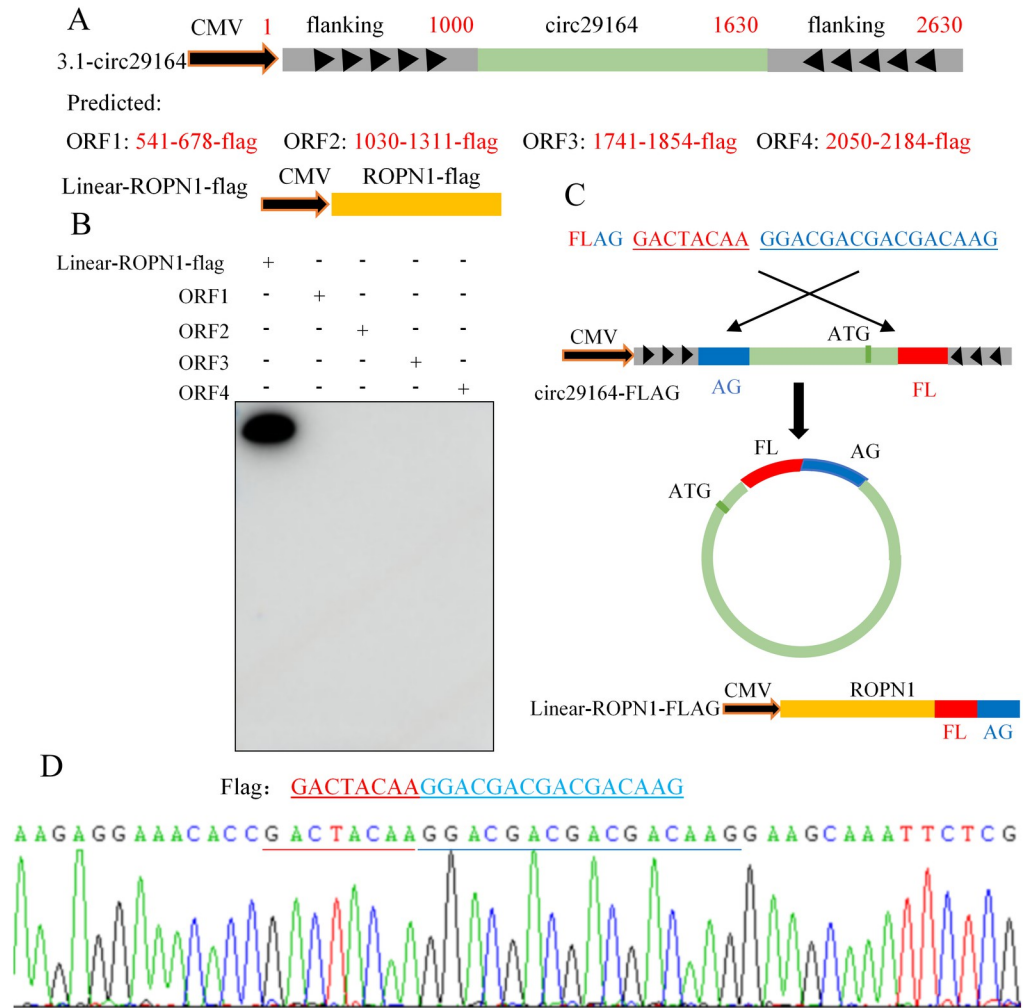 A
CMV 1 flanking 1000 circ29164 1630 flanking 2630
3.1-circ29164
Predicted:
ORF1: 541-678-flag ORF2: 1030-1311-flag ORF3: 1741-1854-flag ORF4: 2050-2184-flag
Linear-ROPN1-flag CMV ROPN1-flag
B
Linear-ROPN1-flag + - - - -
ORF1 - + - - -
ORF2 - - + - -
ORF3 - - - + -
ORF4 - - - - +
C
FLAG GACTACAA GGACGACGACGACAAG
CMV ATG
circ29164-FLAG AG FL
FL AG
ATG
Linear-ROPN1-FLAG CMV ROPN1
FL AG
D
Flag: GACTACAAGGACGACGACGACAAG
AAGAGGAAACACCGACTACAAGGACGACGACGACAAGGAAGCAAATTCTCG